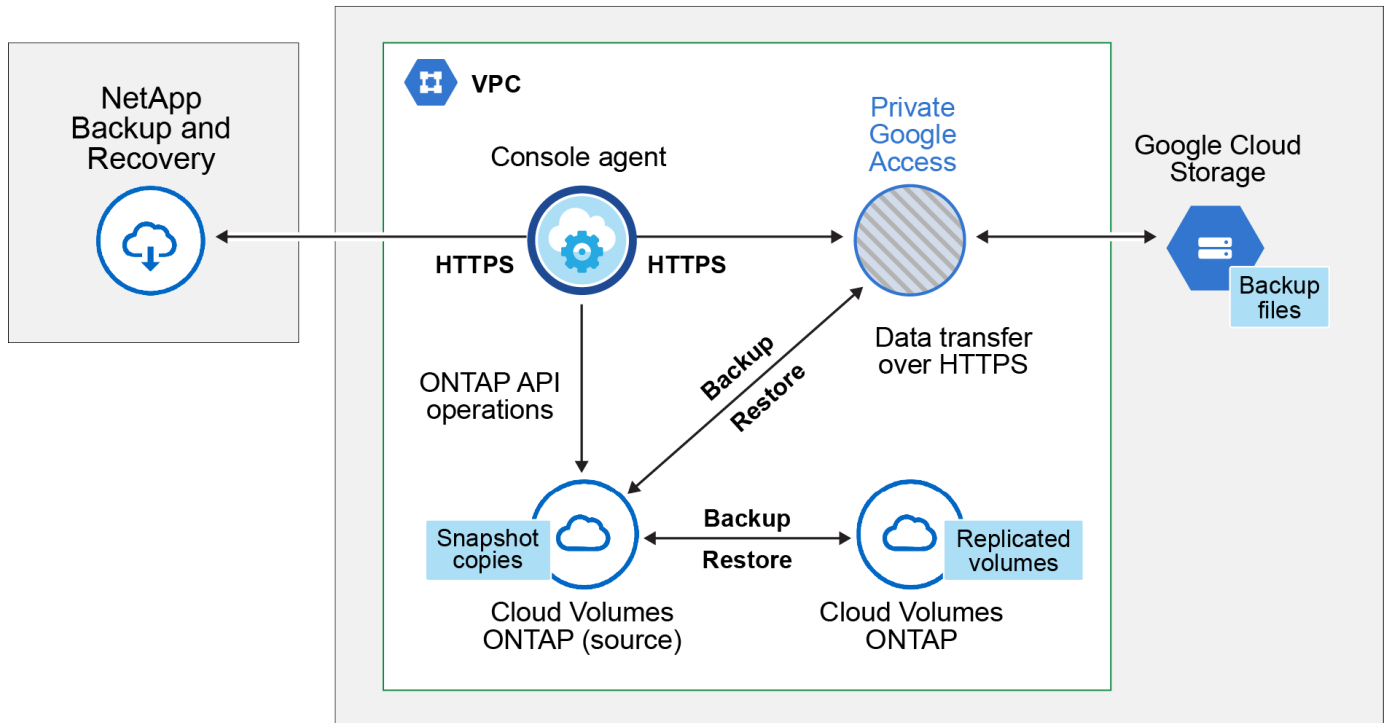 NetApp
Backup and
Recovery
VPC
Console agent
Private
Google
Access
Google Cloud
Storage
HTTPS
HTTPS
Backup
files
Data transfer
over HTTPS
ONTAP API
operations
Backup
Restore
Snapshot
copies
Backup
Restore
Replicated
volumes
Cloud Volumes
ONTAP (source)
Cloud Volumes
ONTAP